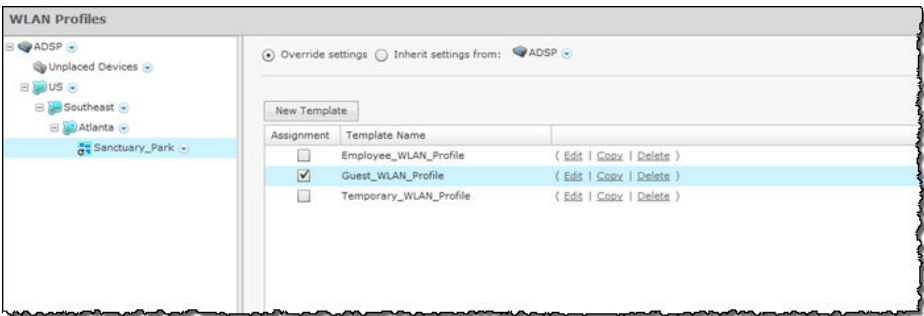 WLAN Profiles
ADSP
Unplaced Devices
US
Southeast
Atlanta
Sanctuary_Park
Override settings Inherit settings from: ADSP
New Template
Assignment Template Name
Employee_WLAN_Profile ( Edit | Copy | Delete )
Guest_WLAN_Profile ( Edit | Copy | Delete )
Temporary_WLAN_Profile ( Edit | Copy | Delete )